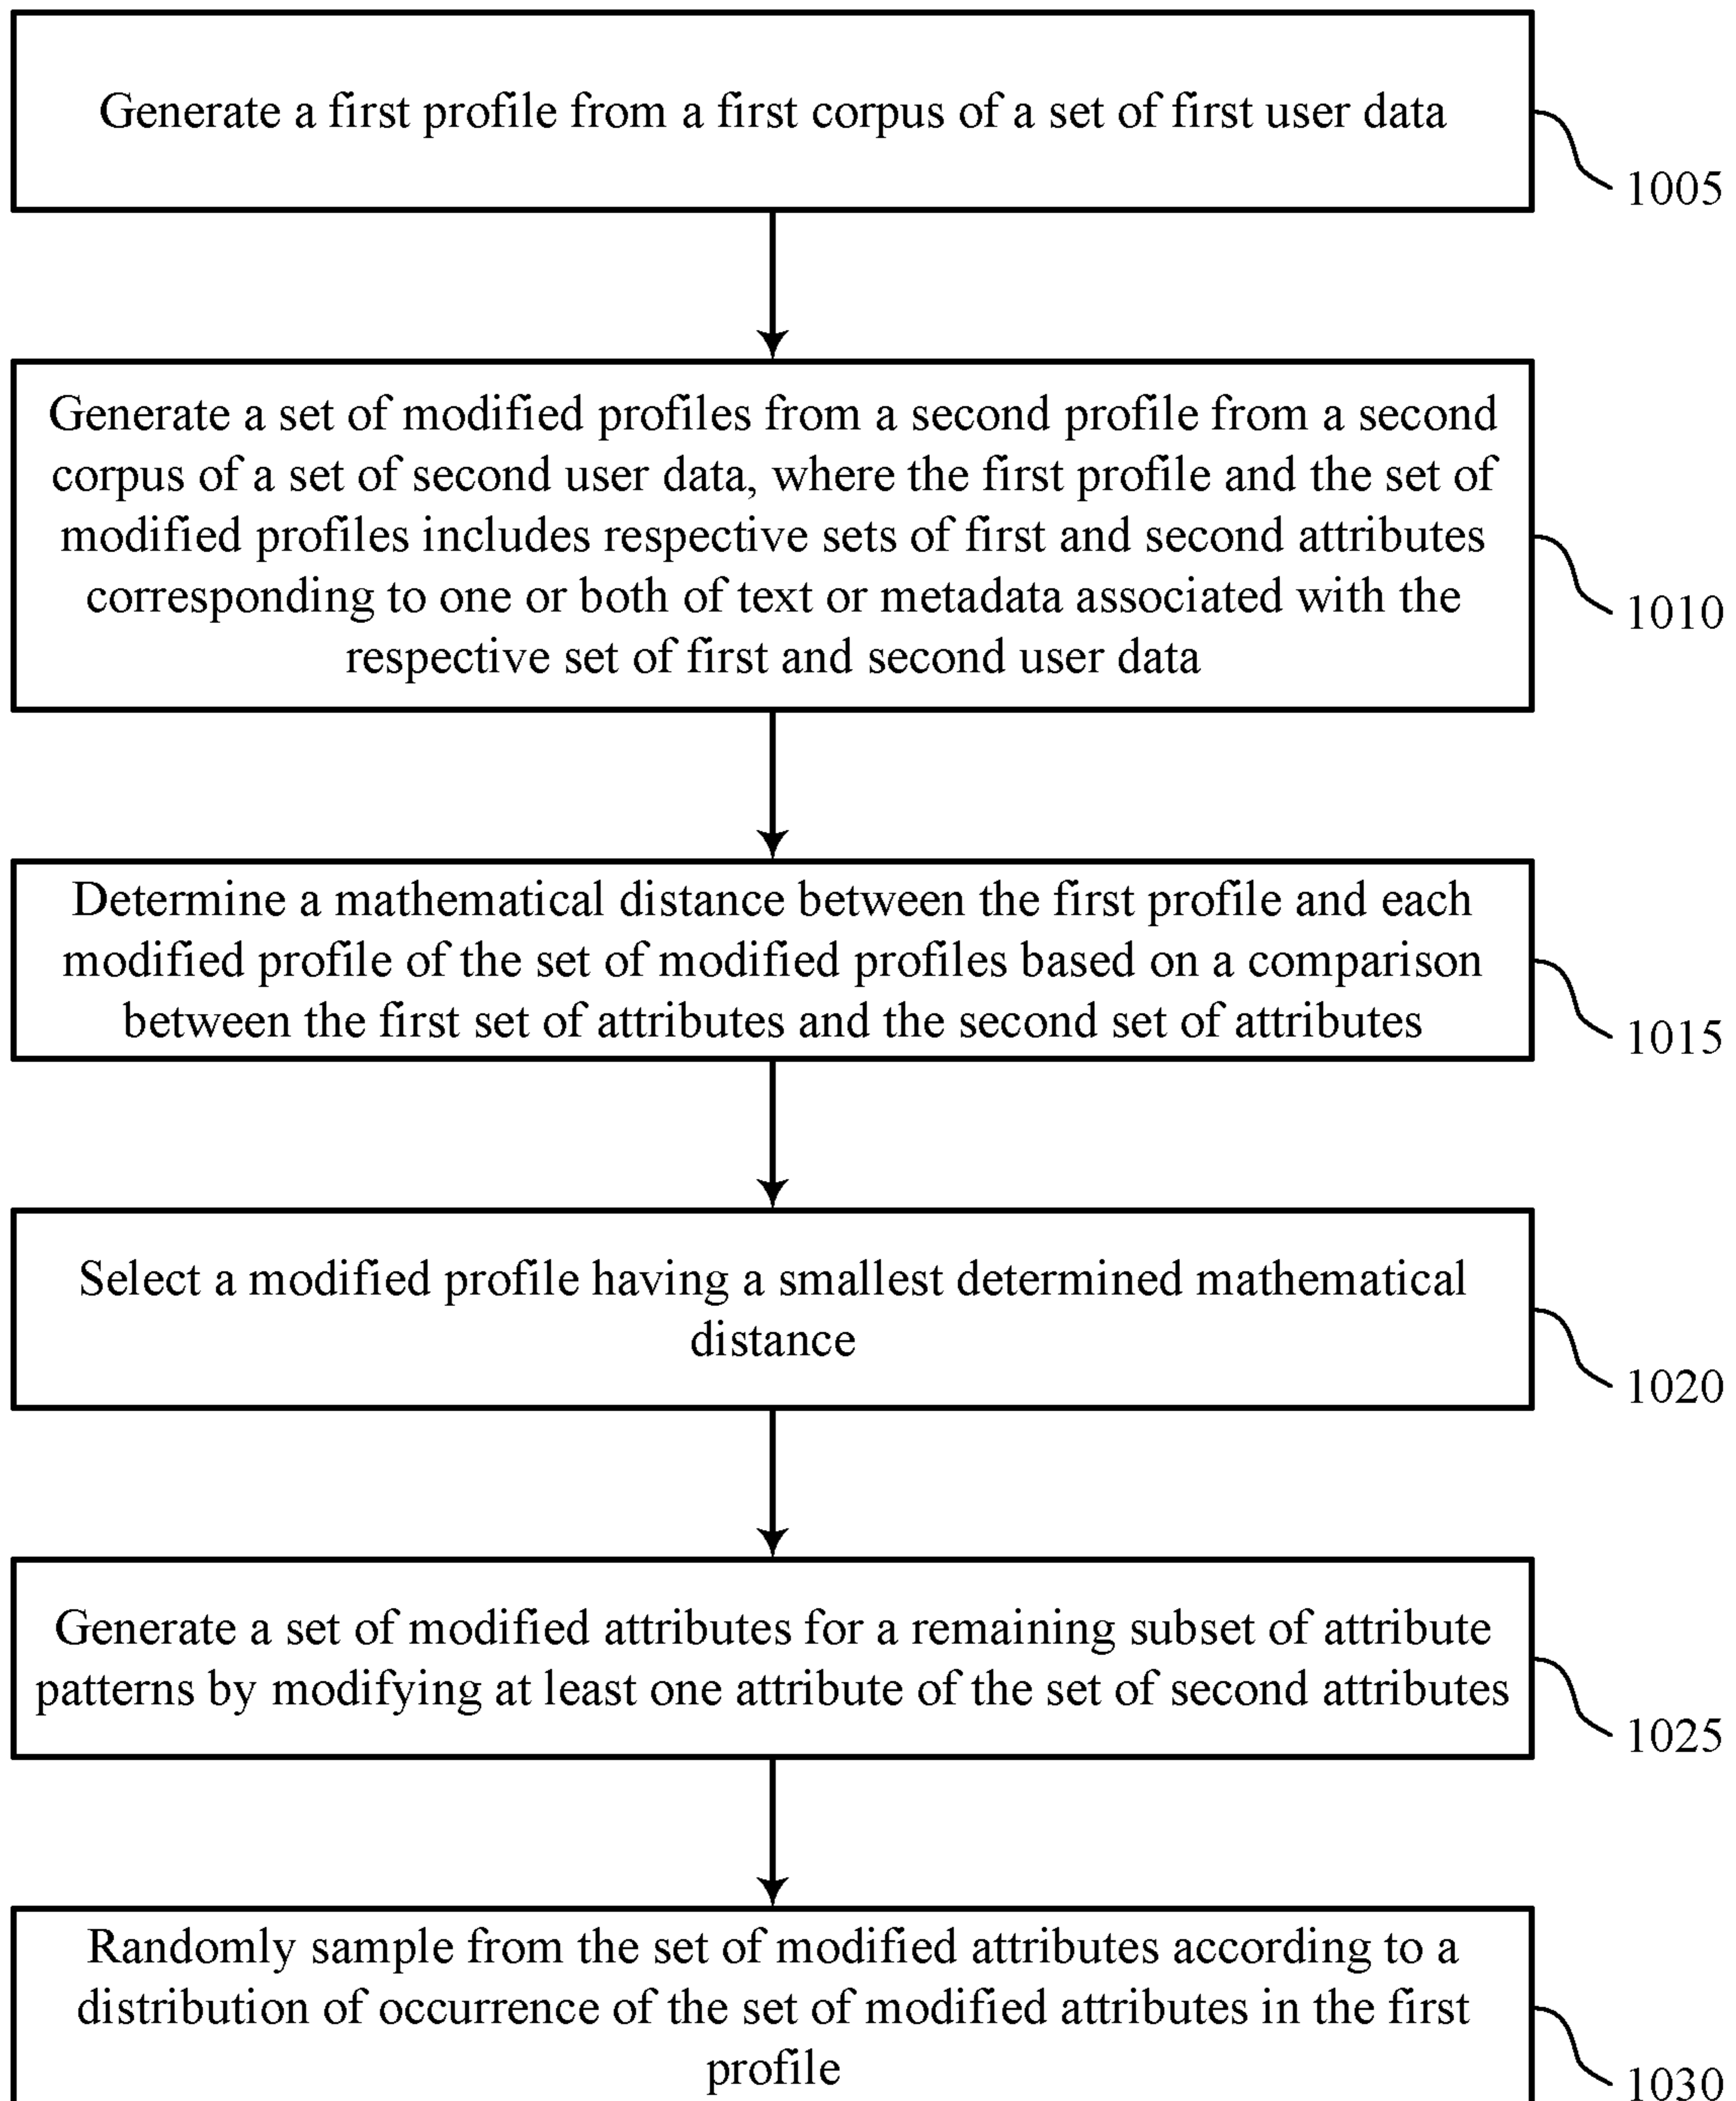 Generate a first profile from a first corpus of a set of first user data
1005
Generate a set of modified profiles from a second profile from a second
corpus of a set of second user data, where the first profile and the set of
modified profiles includes respective sets of first and second attributes
corresponding to one or both of text or metadata associated with the
respective set of first and second user data
1010
Determine a mathematical distance between the first profile and each
modified profile of the set of modified profiles based on a comparison
between the first set of attributes and the second set of attributes
1015
Select a modified profile having a smallest determined mathematical
distance
1020
Generate a set of modified attributes for a remaining subset of attribute
patterns by modifying at least one attribute of the set of second attributes
1025
Randomly sample from the set of modified attributes according to a
distribution of occurrence of the set of modified attributes in the first
profile
1030